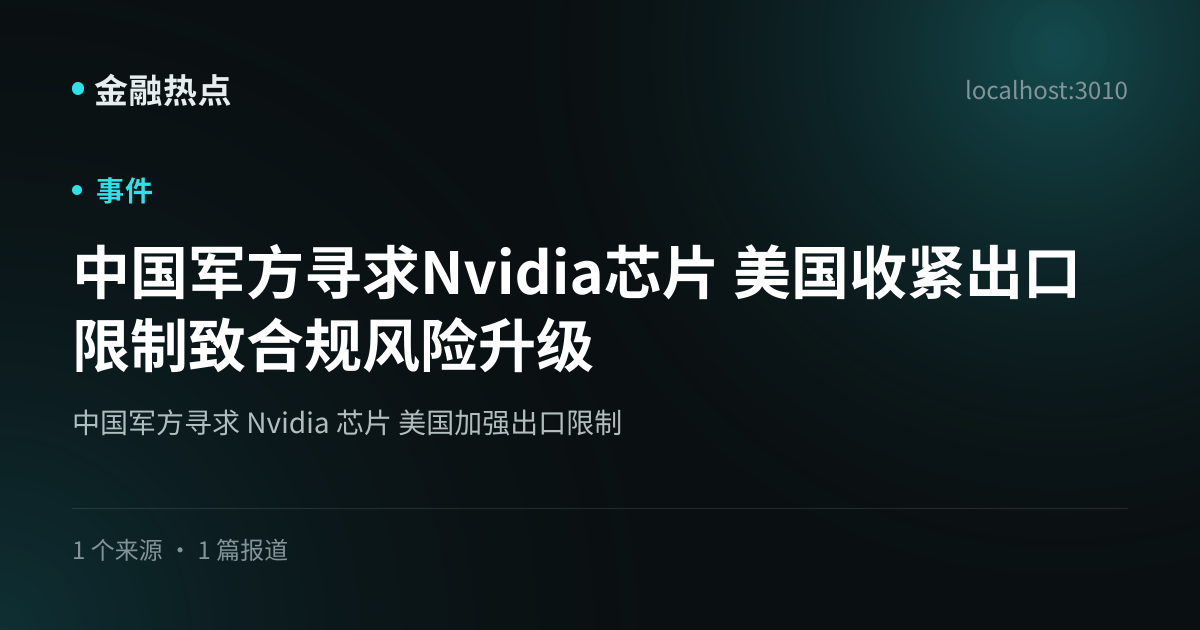 金融热点
localhost:3010
事件
中国军方寻求Nvidia芯片 美国收紧出口
限制致合规风险升级
中国军方寻求 Nvidia 芯片 美国加强出口限制
1 个来源 · 1 篇报道